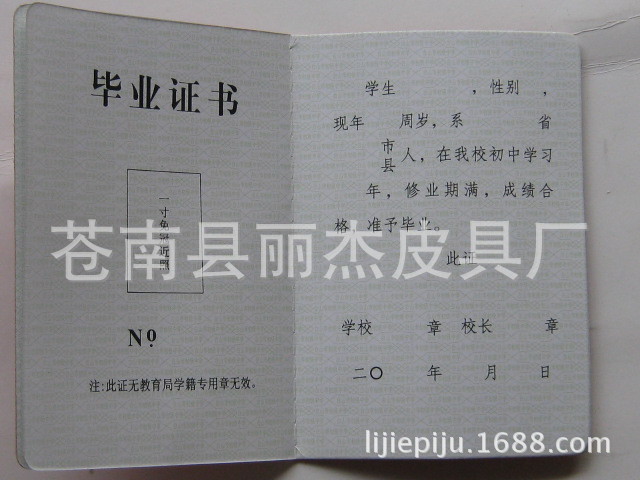 毕业证书
一寸免冠近照
Nº.
注:此证无教育局学籍专用章无效。
学生 ,性别 ,
现年 周岁,系 省
市
县 人,在我校初中学习
年,修业期满,成绩合
格,准予毕业。
此证
学校 章 校长 章
二〇 年 月 日
苍南县丽杰皮具厂
lijiepiju.1688.com